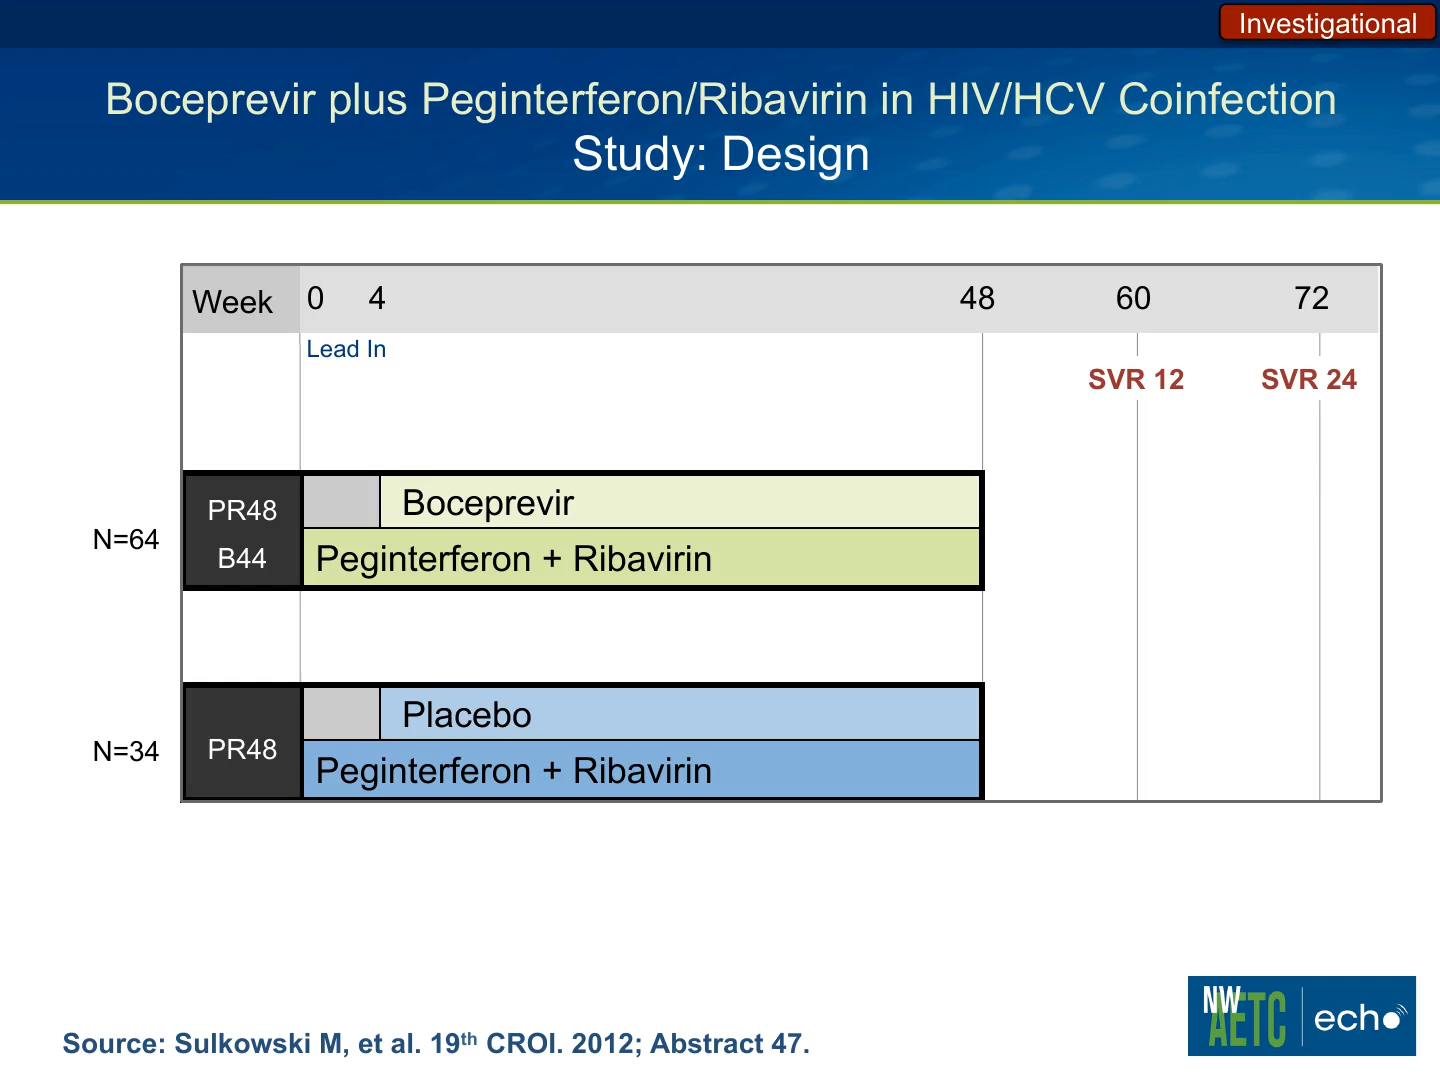 Investigational
Boceprevir plus Peginterferon/Ribavirin in HIV/HCV Coinfection
Study: Design
Week 0 4 48 60 72
Lead In
SVR 12 SVR 24
N=64
PR48
B44
Boceprevir
Peginterferon + Ribavirin
N=34
PR48
Placebo
Peginterferon + Ribavirin
NW
AETC
echo
Source: Sulkowski M, et al. 19th CROI. 2012; Abstract 47.